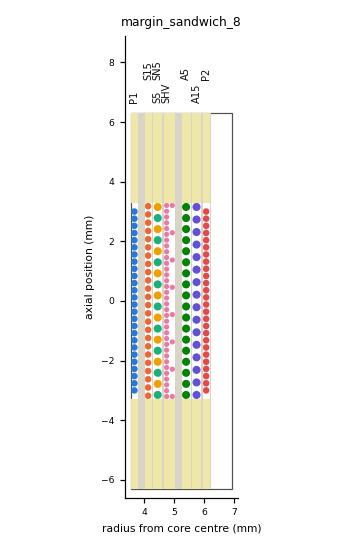 margin_sandwich_8
P1
S15
S5
SN5
SHV
A5
A15
P2
8
6
4
2
0
−2
−4
−6
axial position (mm)
4 5 6 7
radius from core centre (mm)